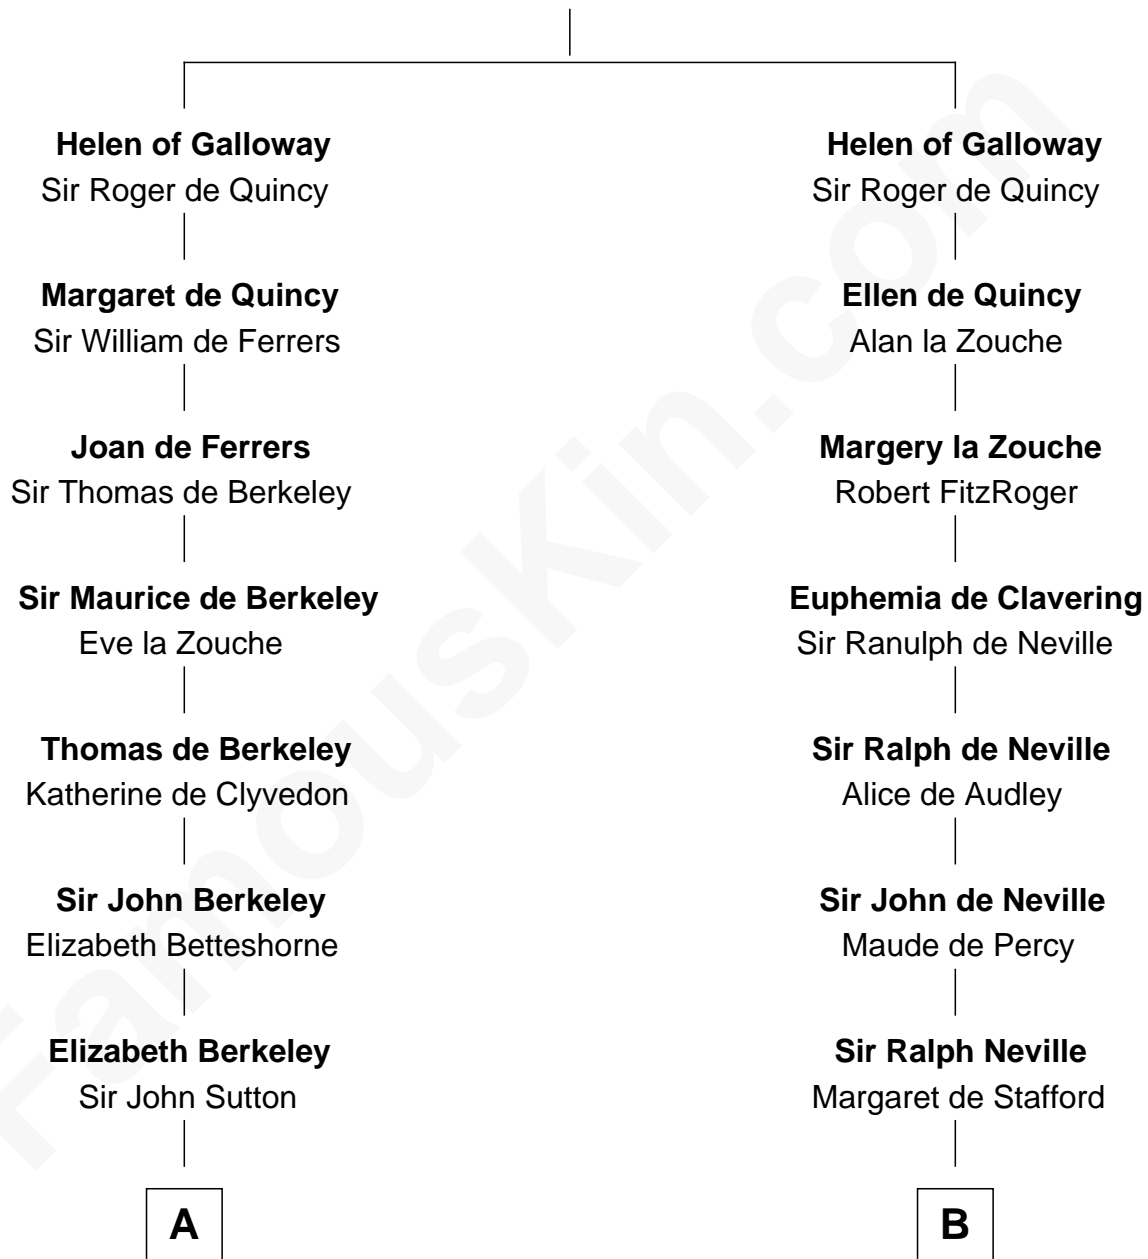 Helen of Galloway
Sir Roger de Quincy
Margaret de Quincy
Sir William de Ferrers
Joan de Ferrers
Sir Thomas de Berkeley
Sir Maurice de Berkeley
Eve la Zouche
Thomas de Berkeley
Katherine de Clyvedon
Sir John Berkeley
Elizabeth Betteshorne
Elizabeth Berkeley
Sir John Sutton
A
Helen of Galloway
Sir Roger de Quincy
Ellen de Quincy
Alan la Zouche
Margery la Zouche
Robert FitzRoger
Euphemia de Clavering
Sir Ranulph de Neville
Sir Ralph de Neville
Alice de Audley
Sir John de Neville
Maude de Percy
Sir Ralph Neville
Margaret de Stafford
B
FamousKin.com